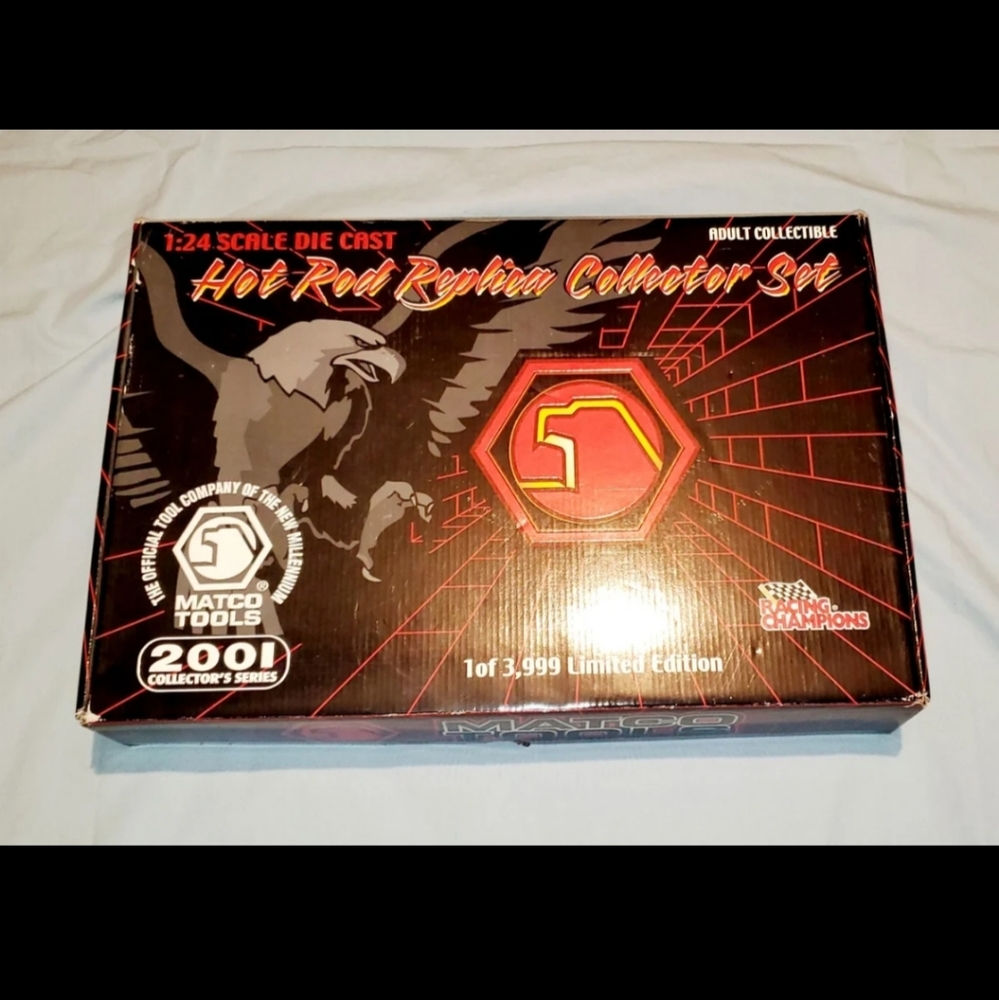 1:24 SCALE DIE CAST
ADULT COLLECTIBLE
Hot Rod Replica Collector Set
THE OFFICIAL TOOL COMPANY OF THE NEW MILLENNIUM
®
MATCO
TOOLS
2001
COLLECTOR'S SERIES
RACING
CHAMPIONS
1of 3,999 Limited Edition
MATCO
TOOLS